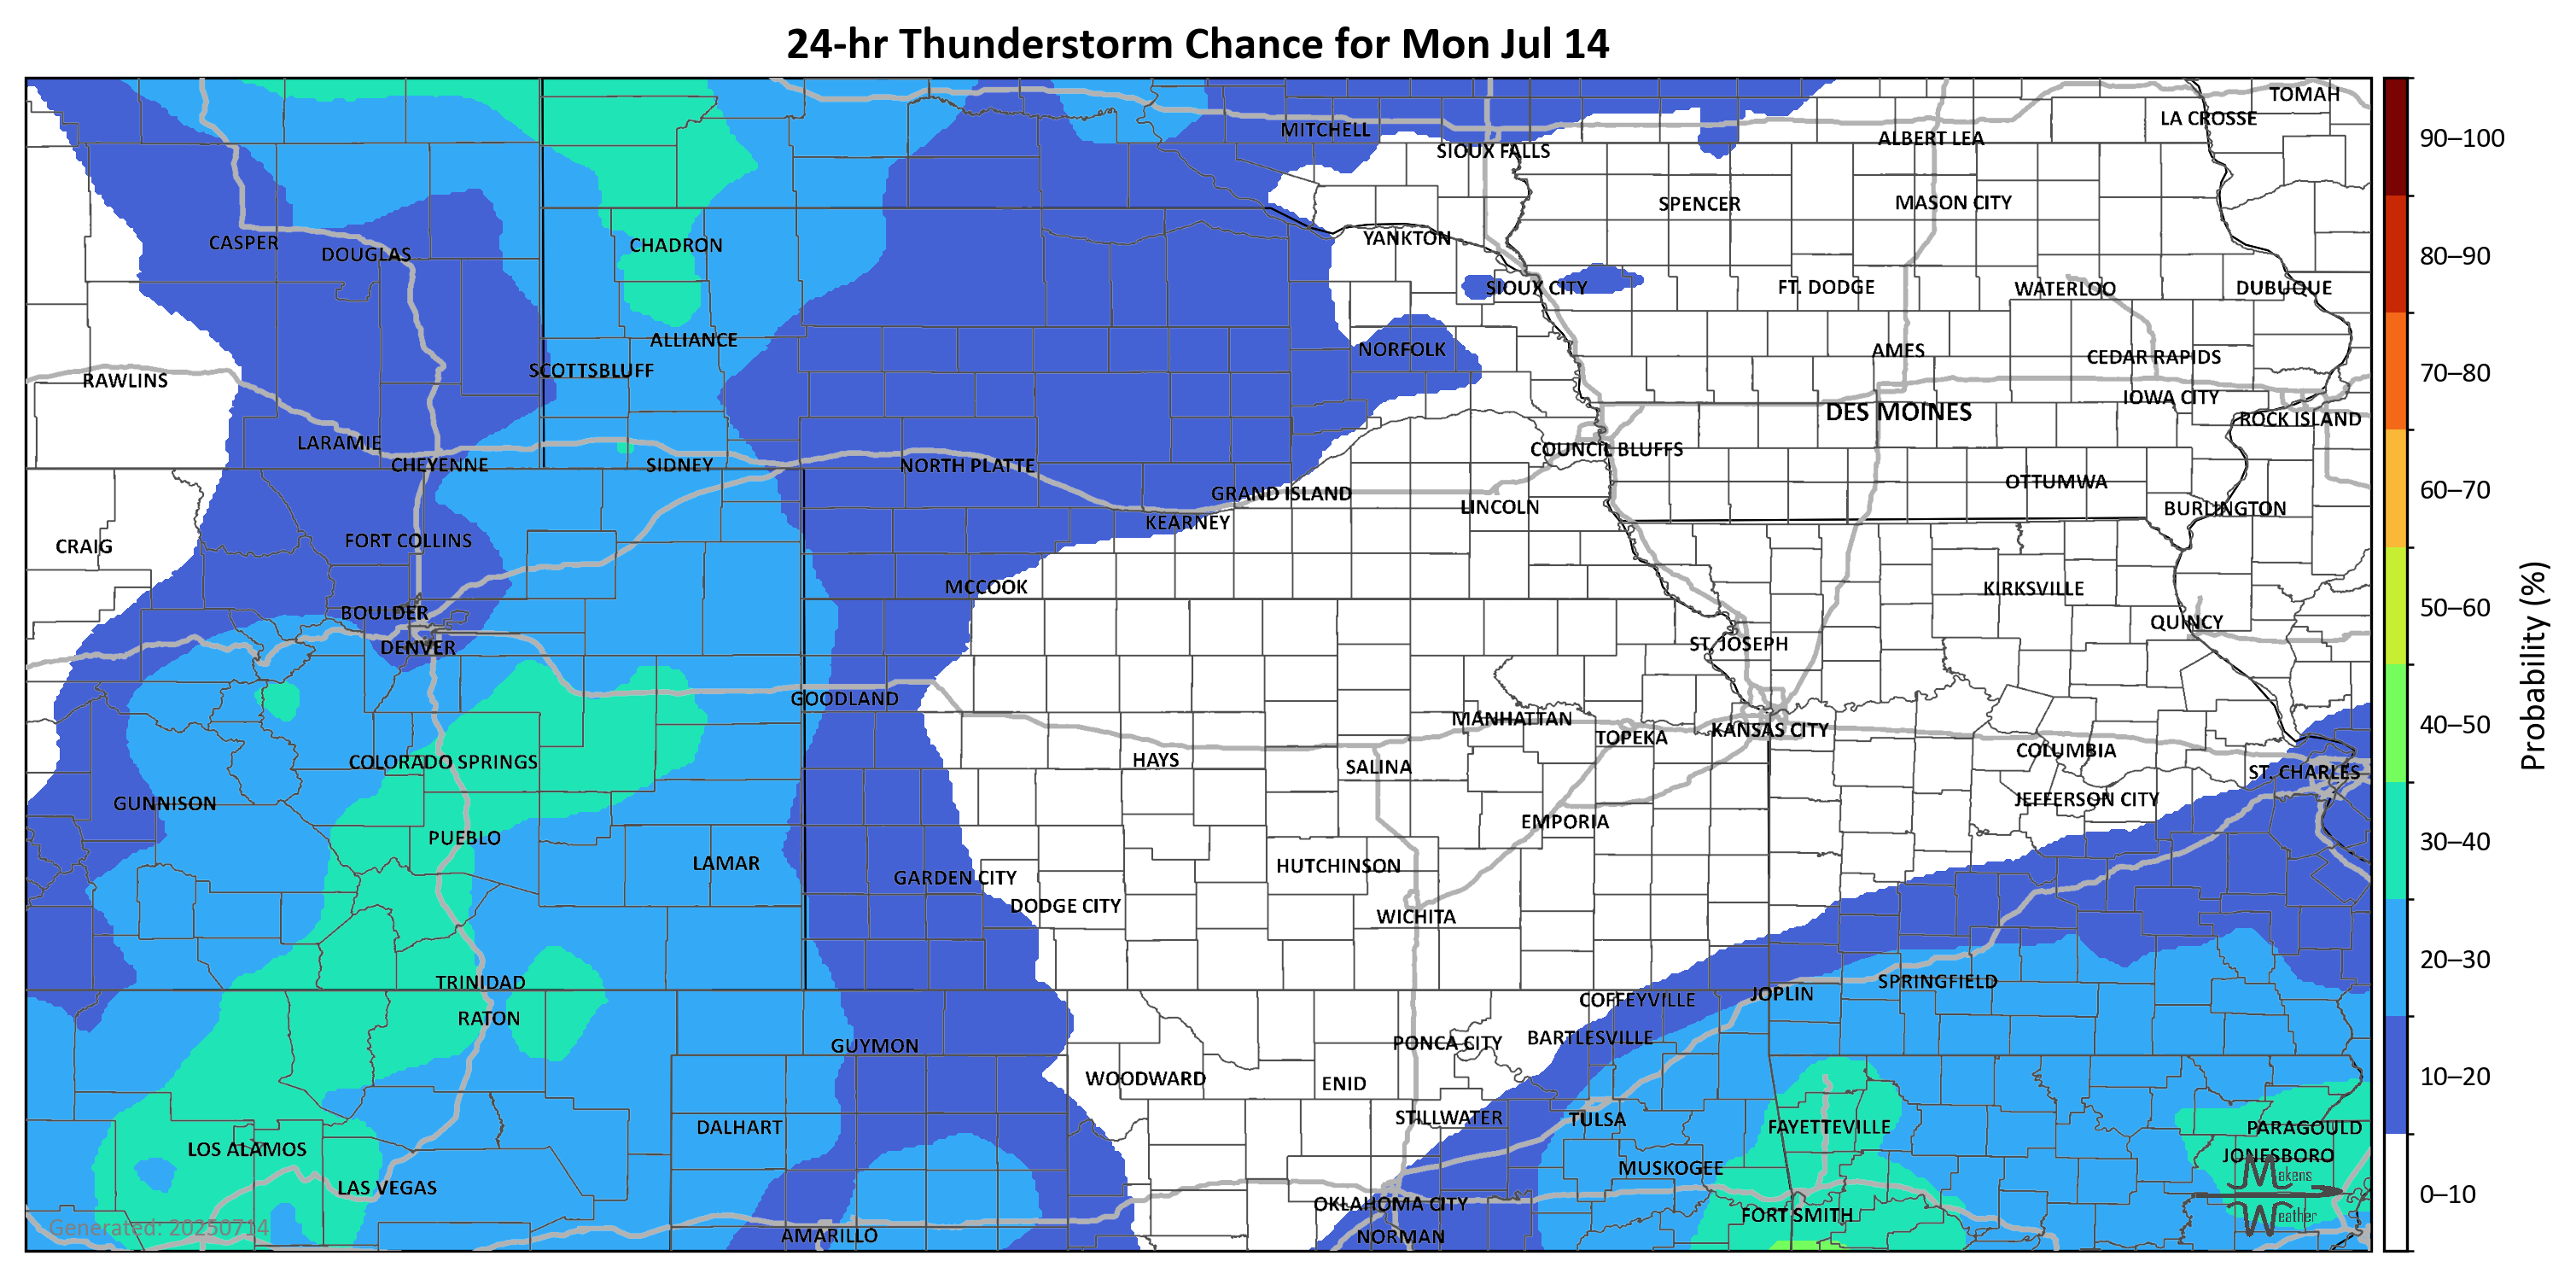 24-hr Thunderstorm Chance for Mon Jul 14
TOMAH
LA CROSSE
MITCHELL
ALBERT LEA
90–100
SIOUX FALLS
SPENCER
MASON CITY
YANKTON
CASPER
DOUGLAS
CHADRON
80–90
SIOUX CITY
FT. DODGE
WATERLOO
DUBUQUE
ALLIANCE
NORFOLK
AMES
CEDAR RAPIDS
SCOTTSBLUFF
RAWLINS
70–80
IOWA CITY
DES MOINES
ROCK ISLAND
LARAMIE
COUNCIL BLUFFS
CHEYENNE
SIDNEY
NORTH PLATTE
OTTUMWA
60–70
GRAND ISLAND
LINCOLN
BURLINGTON
KEARNEY
CRAIG
FORT COLLINS
MCCOOK
KIRKSVILLE
50–60
BOULDER
QUINCY
DENVER
ST. JOSEPH
Probability (%)
GOODLAND
MANHATTAN
TOPEKA
KANSAS CITY
40–50
COLUMBIA
COLORADO SPRINGS
HAYS
SALINA
ST. CHARLES
GUNNISON
JEFFERSON CITY
EMPORIA
PUEBLO
30–40
LAMAR
HUTCHINSON
GARDEN CITY
DODGE CITY
WICHITA
20–30
TRINIDAD
SPRINGFIELD
COFFEYVILLE
JOPLIN
RATON
GUYMON
PONCA CITY
BARTLESVILLE
WOODWARD
ENID
10–20
STILLWATER
TULSA
DALHART
FAYETTEVILLE
PARAGOULD
LOS ALAMOS
JONESBORO
MUSKOGEE
Makens
LAS VEGAS
OKLAHOMA CITY
0–10
FORT SMITH
Weather
Generated: 20250714
AMARILLO
NORMAN